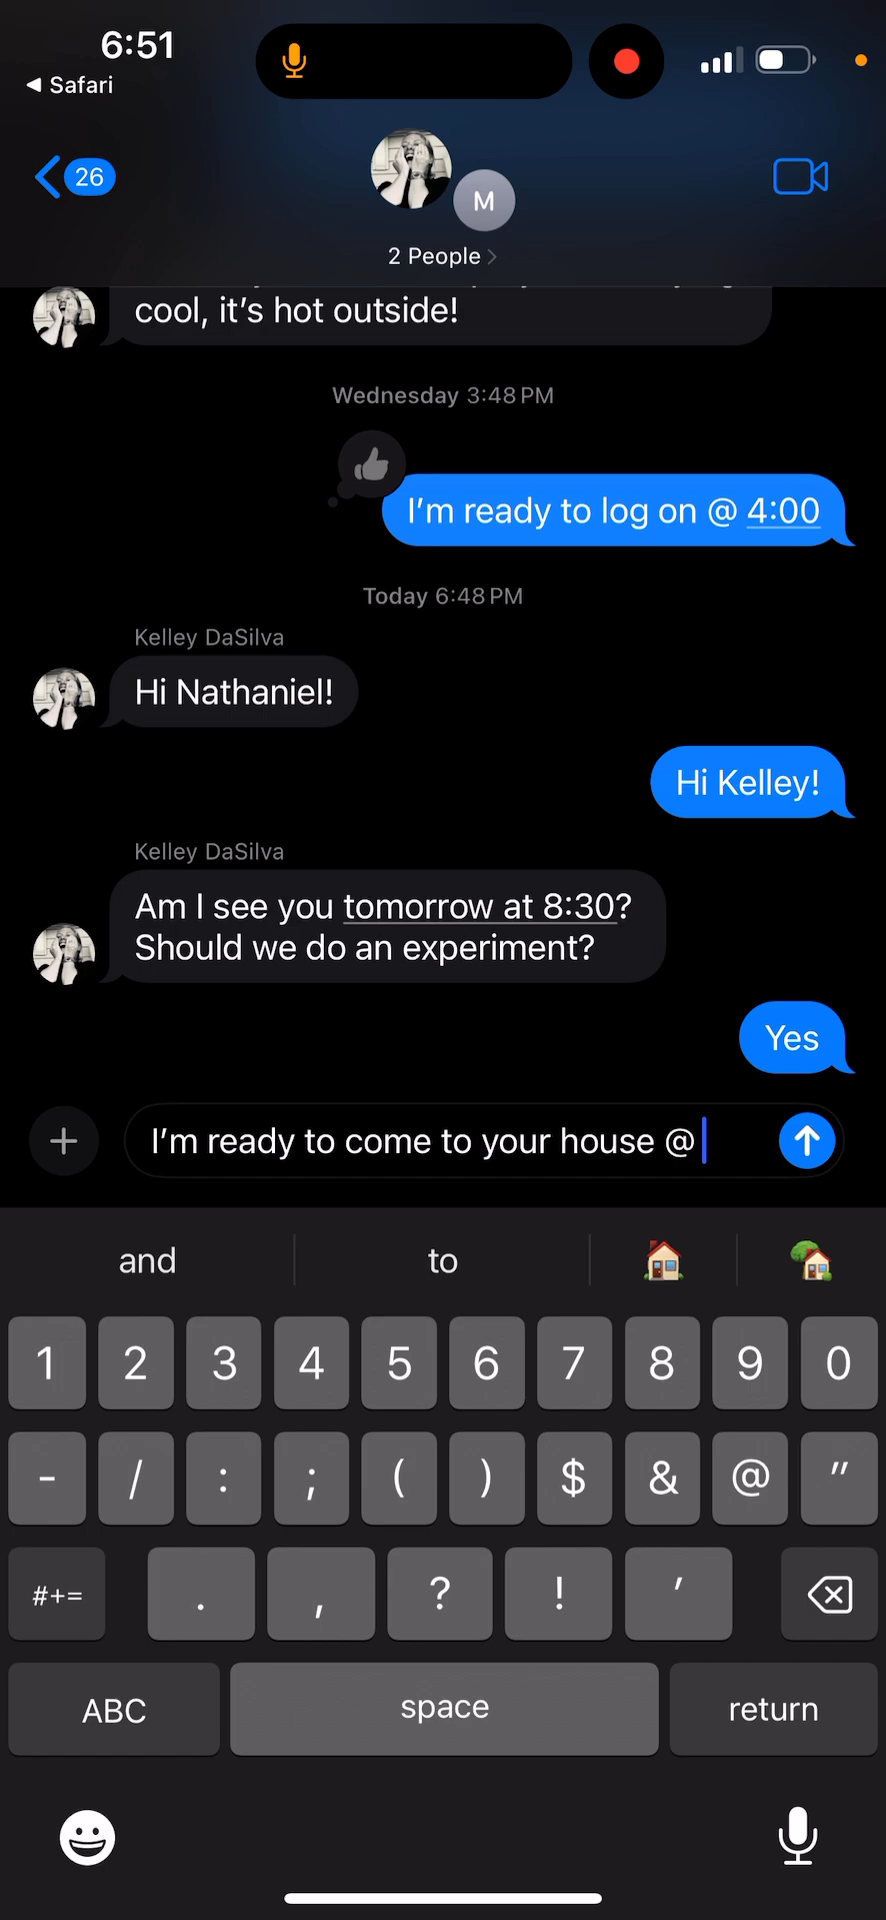 6:51
◀ Safari
26
M
2 People >
cool, it’s hot outside!
Wednesday 3:48 PM
I’m ready to log on @ 4:00
Today 6:48 PM
Kelley DaSilva
Hi Nathaniel!
Hi Kelley!
Kelley DaSilva
Am I see you tomorrow at 8:30?
Should we do an experiment?
Yes
I’m ready to come to your house @
and to
1 2 3 4 5 6 7 8 9 0
- / : ; ( ) $ & @ "
#+= . , ? ! ’
ABC space return